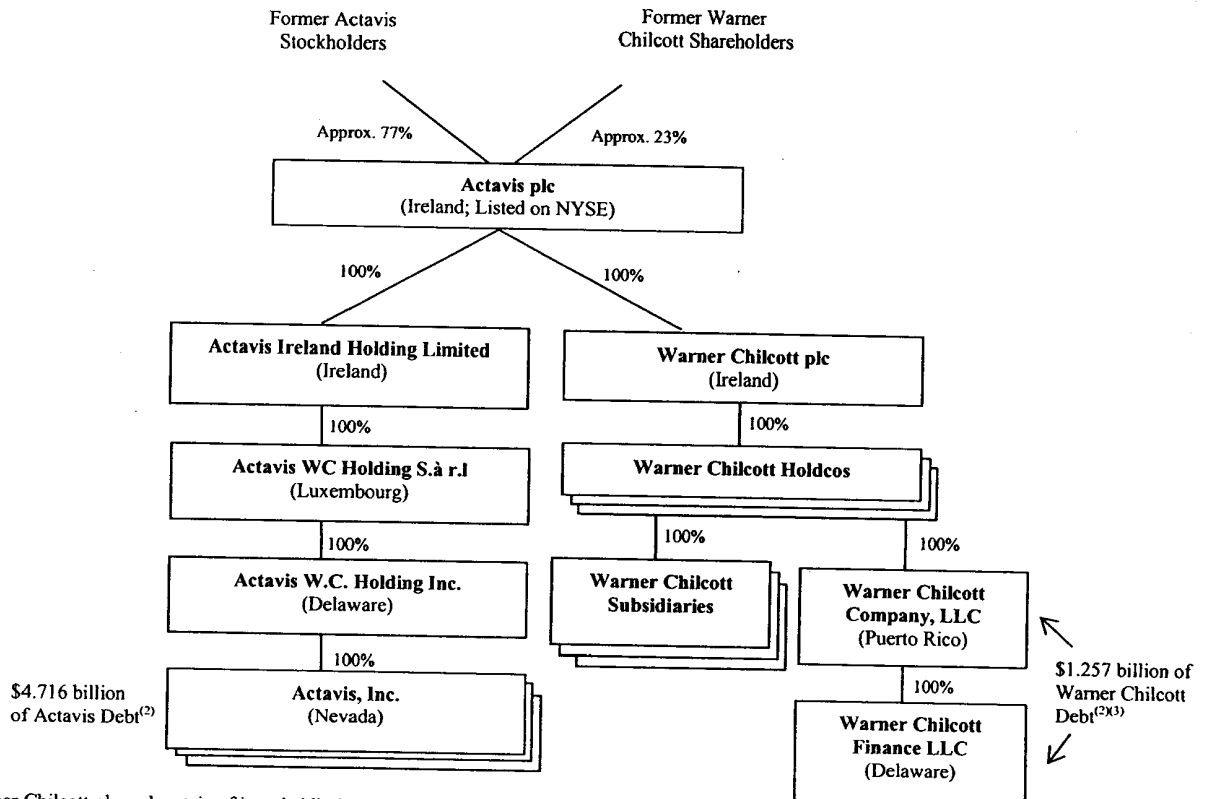 Former Actavis
Stockholders
Former Warner
Chilcott Shareholders
Approx. 77%
Approx. 23%
Actavis plc
(Ireland; Listed on NYSE)
100%
100%
Actavis Ireland Holding Limited
(Ireland)
Warner Chilcott plc
(Ireland)
100%
100%
Actavis WC Holding S.à r.l
(Luxembourg)
Warner Chilcott Holdcos
100%
100%
100%
Actavis W.C. Holding Inc.
(Delaware)
Warner Chilcott
Subsidiaries
Warner Chilcott
Company, LLC
(Puerto Rico)
100%
$4.716 billion
of Actavis Debt(2)
Actavis, Inc.
(Nevada)
100%
$1.257 billion of
Warner Chilcott
Debt(2)(3)
Warner Chilcott
Finance LLC
(Delaware)